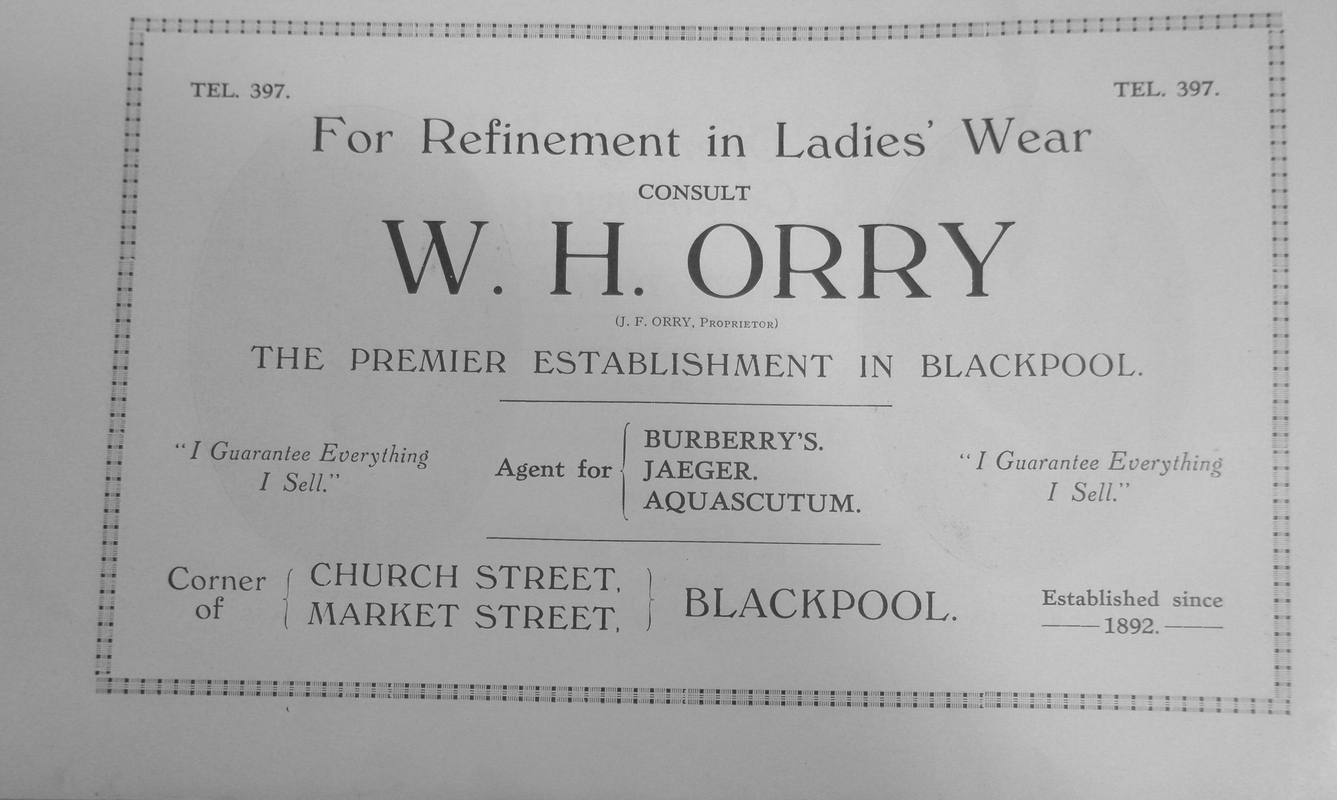 TEL. 397. TEL. 397.
For Refinement in Ladies' Wear
CONSULT
W. H. ORRY
(J. F. ORRY, PROPRIETOR)
THE PREMIER ESTABLISHMENT IN BLACKPOOL.
"I Guarantee Everything
I Sell."
Agent for
BURBERRY'S.
JAEGER.
AQUASCUTUM.
"I Guarantee Everything
I Sell."
Corner
of
CHURCH STREET,
MARKET STREET,
BLACKPOOL.
Established since
1892.